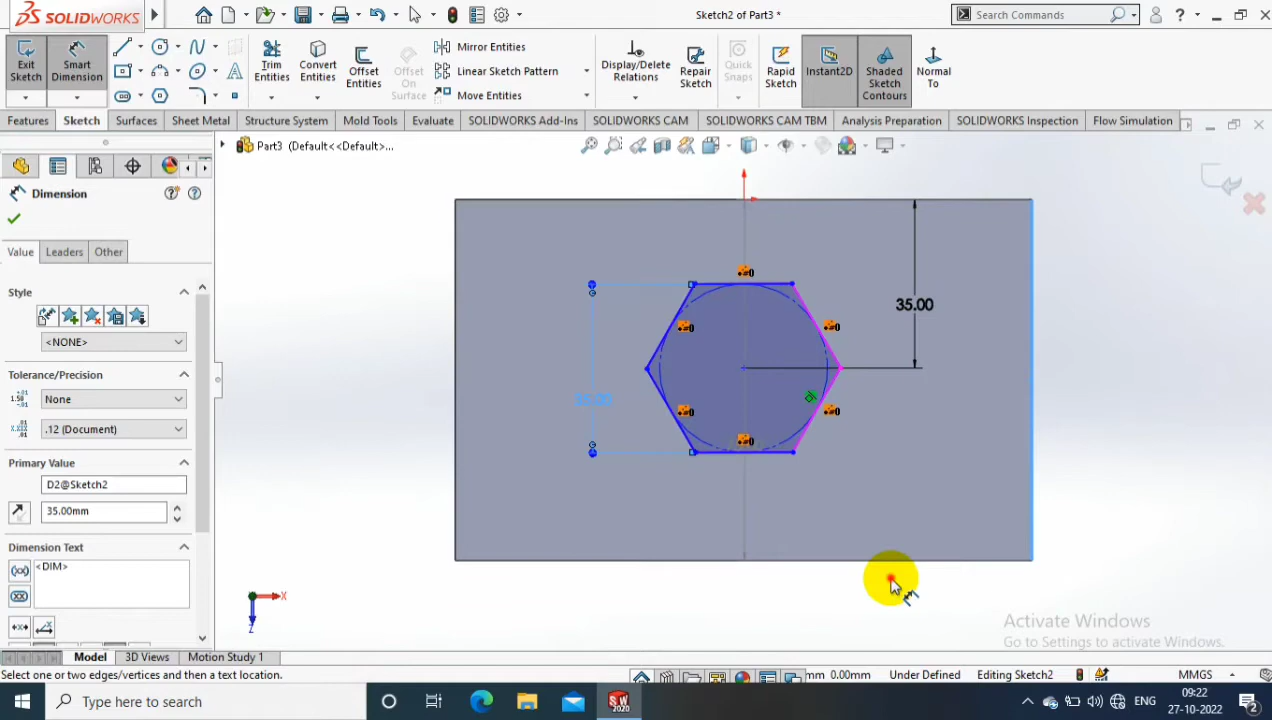 SOLIDWORKS
Sketch2 of Part3 *
Search Commands
Exit Sketch
Smart Dimension
Trim Entities
Convert Entities
Offset Entities
Offset On Surface
Mirror Entities
Linear Sketch Pattern
Move Entities
Display/Delete Relations
Repair Sketch
Quick Snaps
Rapid Sketch
Instant2D
Shaded Sketch Contours
Normal To
Features Sketch Surfaces Sheet Metal Structure System Mold Tools Evaluate SOLIDWORKS Add-Ins SOLIDWORKS CAM SOLIDWORKS CAM TBM Analysis Preparation SOLIDWORKS Inspection Flow Simulation
Part3 (Default<<Default>...
Dimension
Value Leaders Other
Style
<NONE>
Tolerance/Precision
None
.12 (Document)
Primary Value
D2@Sketch2
35.00mm
Dimension Text
<DIM>
35.00
X
Z
Activate Windows
Go to Settings to activate Windows.
Model 3D Views Motion Study 1
Select one or two edges/vertices and then a text location.
mm 0.00mm Under Defined Editing Sketch2 MMGS
Type here to search
SW
2020
ENG
09:22
27-10-2022
2